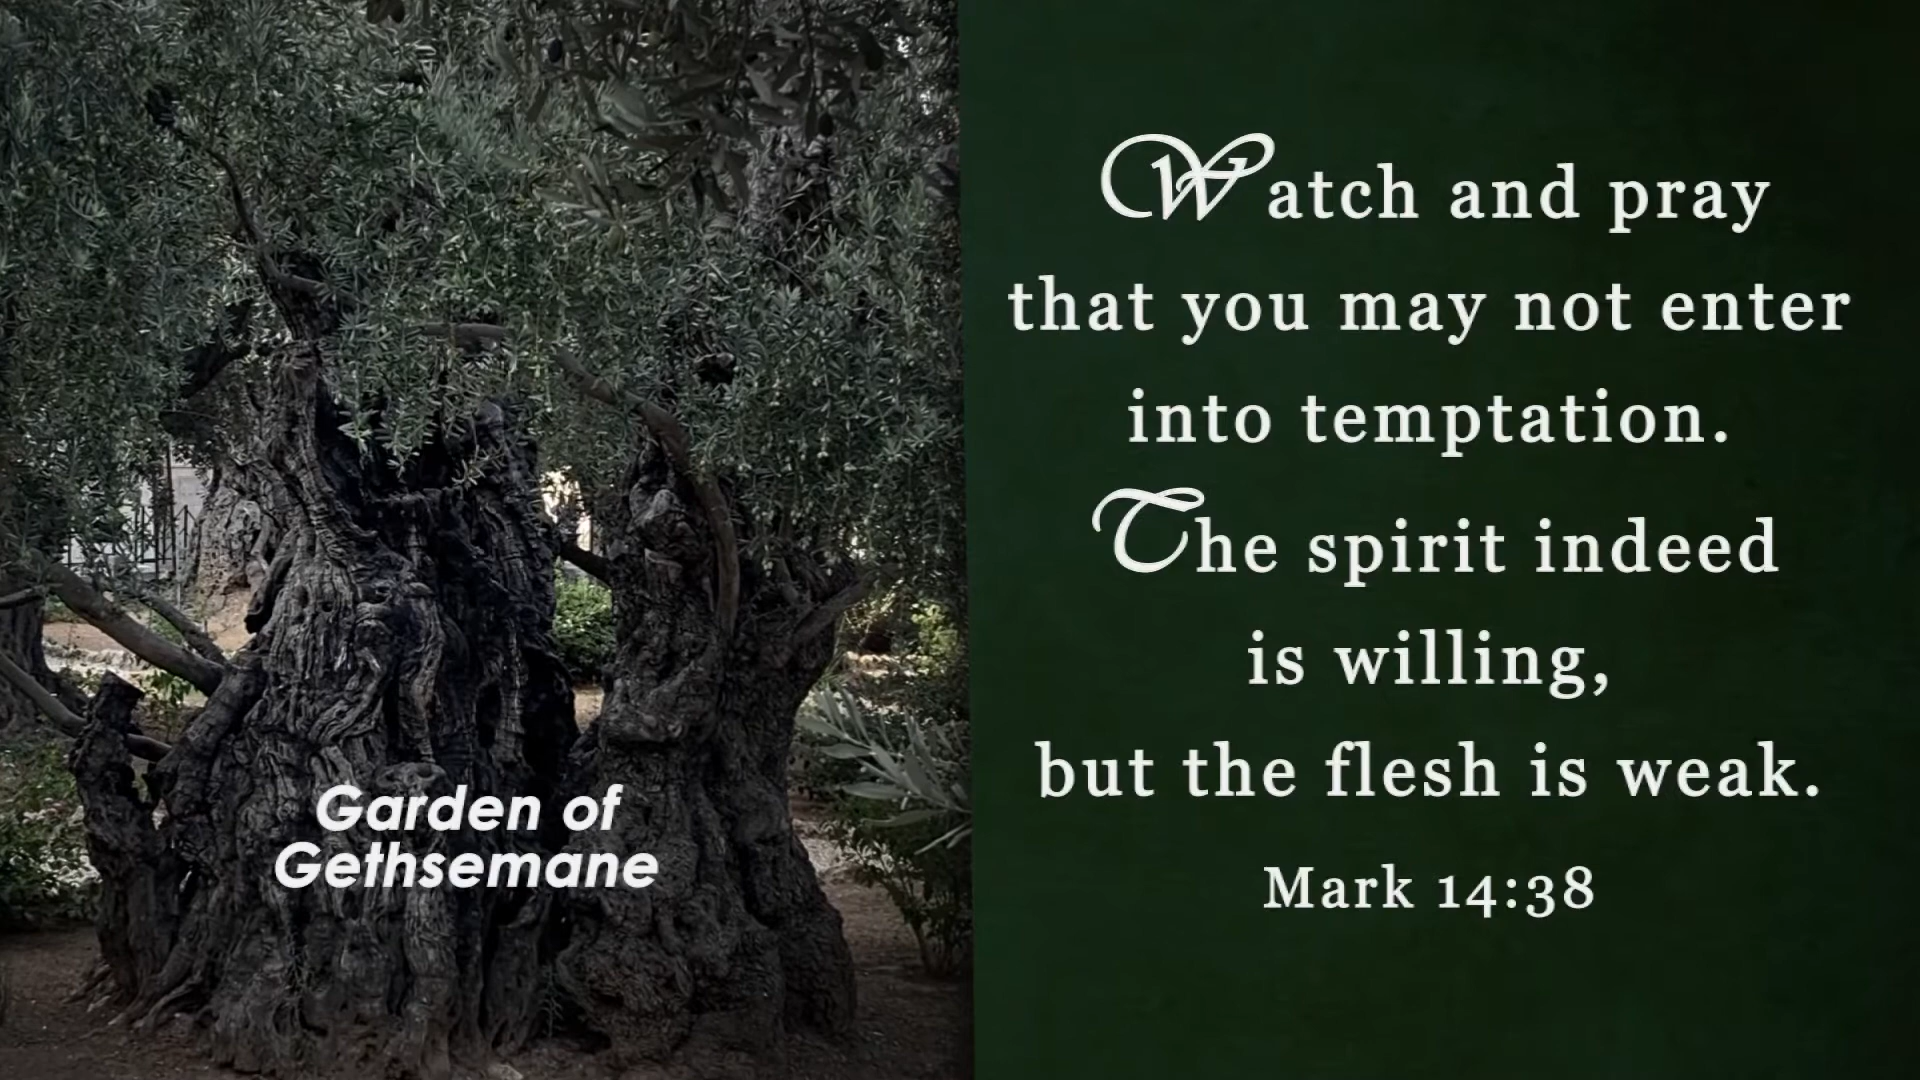 Garden of
Gethsemane
Watch and pray
that you may not enter
into temptation.
The spirit indeed
is willing,
but the flesh is weak.
Mark 14:38